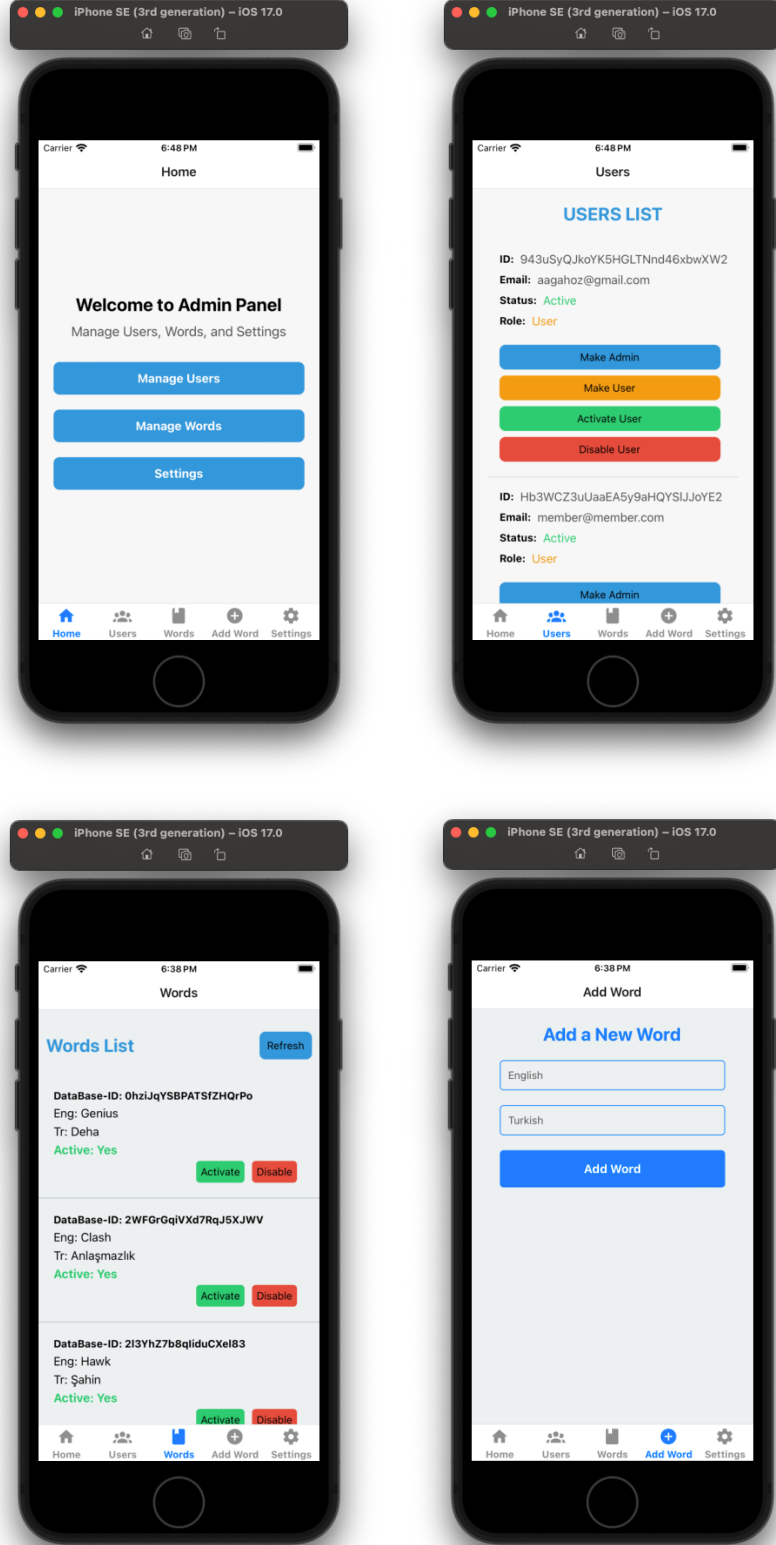 iPhone SE (3rd generation) – iOS 17.0
Carrier 6:48 PM
Home
Welcome to Admin Panel
Manage Users, Words, and Settings
Manage Users
Manage Words
Settings
Home Users Words Add Word Settings
iPhone SE (3rd generation) – iOS 17.0
Carrier 6:48 PM
Users
USERS LIST
ID: 943uSyQJkoYK5HGLTNnd46xbwXW2
Email: aagahoz@gmail.com
Status: Active
Role: User
Make Admin
Make User
Activate User
Disable User
ID: Hb3WCZ3uUaaEA5y9aHQYSIJJoYE2
Email: member@member.com
Status: Active
Role: User
Make Admin
Home Users Words Add Word Settings
iPhone SE (3rd generation) – iOS 17.0
Carrier 6:38 PM
Words
Words List
Refresh
DataBase-ID: 0hziJqYSBPATSfZHQrPo
Eng: Genius
Tr: Deha
Active: Yes
Activate Disable
DataBase-ID: 2WFGrGqiVXd7RqJ5XJWV
Eng: Clash
Tr: Anlaşmazlık
Active: Yes
Activate Disable
DataBase-ID: 2I3YhZ7b8qliduCXel83
Eng: Hawk
Tr: Şahin
Active: Yes
Activate Disable
Home Users Words Add Word Settings
iPhone SE (3rd generation) – iOS 17.0
Carrier 6:38 PM
Add Word
Add a New Word
English
Turkish
Add Word
Home Users Words Add Word Settings